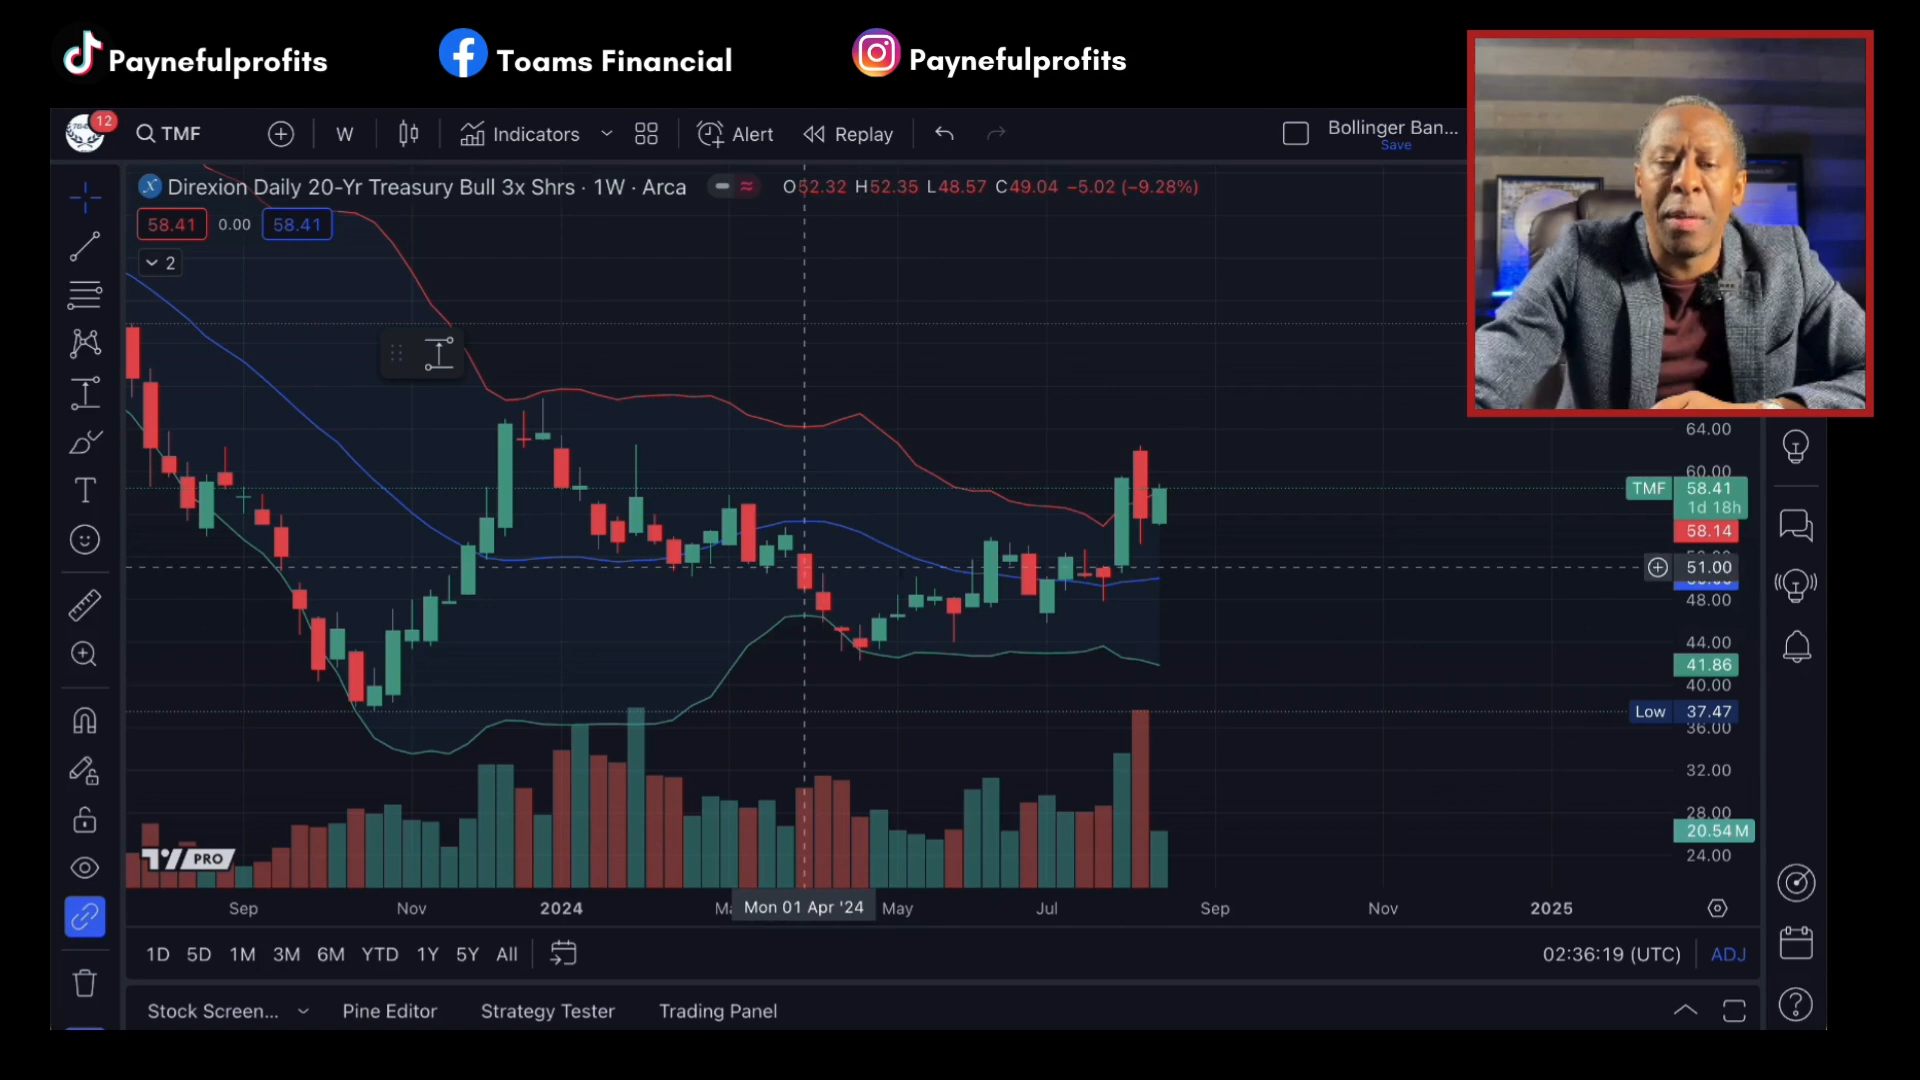 Paynefulprofits
Toams Financial
Paynefulprofits
12
TMF
W
Indicators
Alert
Replay
Bollinger Ban...
Save
Direxion Daily 20-Yr Treasury Bull 3x Shrs · 1W · Arca
O52.32 H52.35 L48.57 C49.04 −5.02 (−9.28%)
58.41
0.00
58.41
2
64.00
60.00
TMF 58.41
1d 18h
58.14
51.00
48.00
44.00
41.86
40.00
Low 37.47
36.00
32.00
28.00
20.54M
24.00
PRO
Sep
Nov
2024
Mon 01 Apr '24
May
Jul
Sep
Nov
2025
1D 5D 1M 3M 6M YTD 1Y 5Y All
02:36:19 (UTC)
ADJ
Stock Screen...
Pine Editor
Strategy Tester
Trading Panel